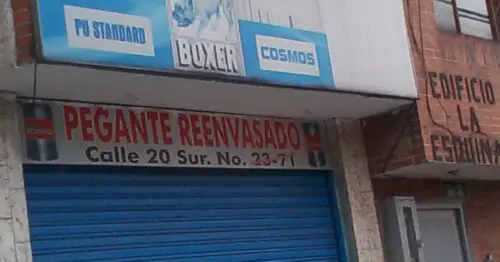 PU STANDARD
BOXER
COSMOS
PEGANTE REENVASADO
Calle 20 Sur. No. 23-71
EDIFICIO
LA
ESQUINA